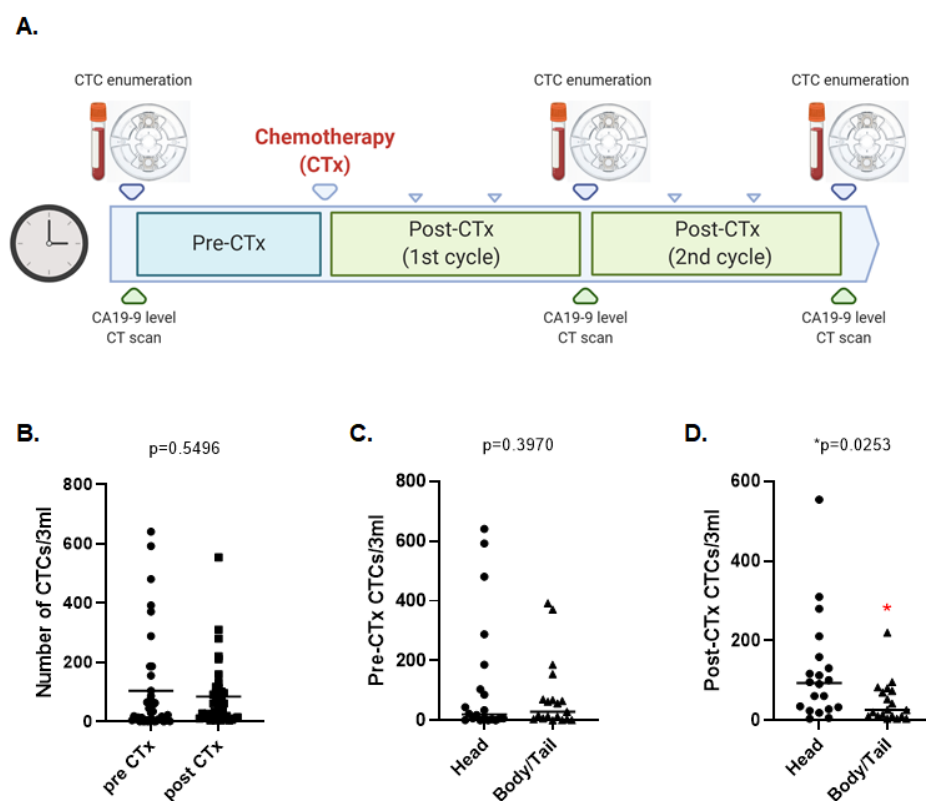 A.
CTC enumeration
CTC enumeration
CTC enumeration
Chemotherapy
(CTx)
Pre-CTx
Post-CTx
(1st cycle)
Post-CTx
(2nd cycle)
CA19-9 level
CT scan
CA19-9 level
CT scan
CA19-9 level
CT scan
B.
p=0.5496
Number of CTCs/3ml
800
600
400
200
0
pre CTx
post CTx
C.
p=0.3970
Pre-CTx CTCs/3ml
800
600
400
200
0
Head
Body/Tail
D.
*p=0.0253
Post-CTx CTCs/3ml
600
400
200
0
*
Head
Body/Tail